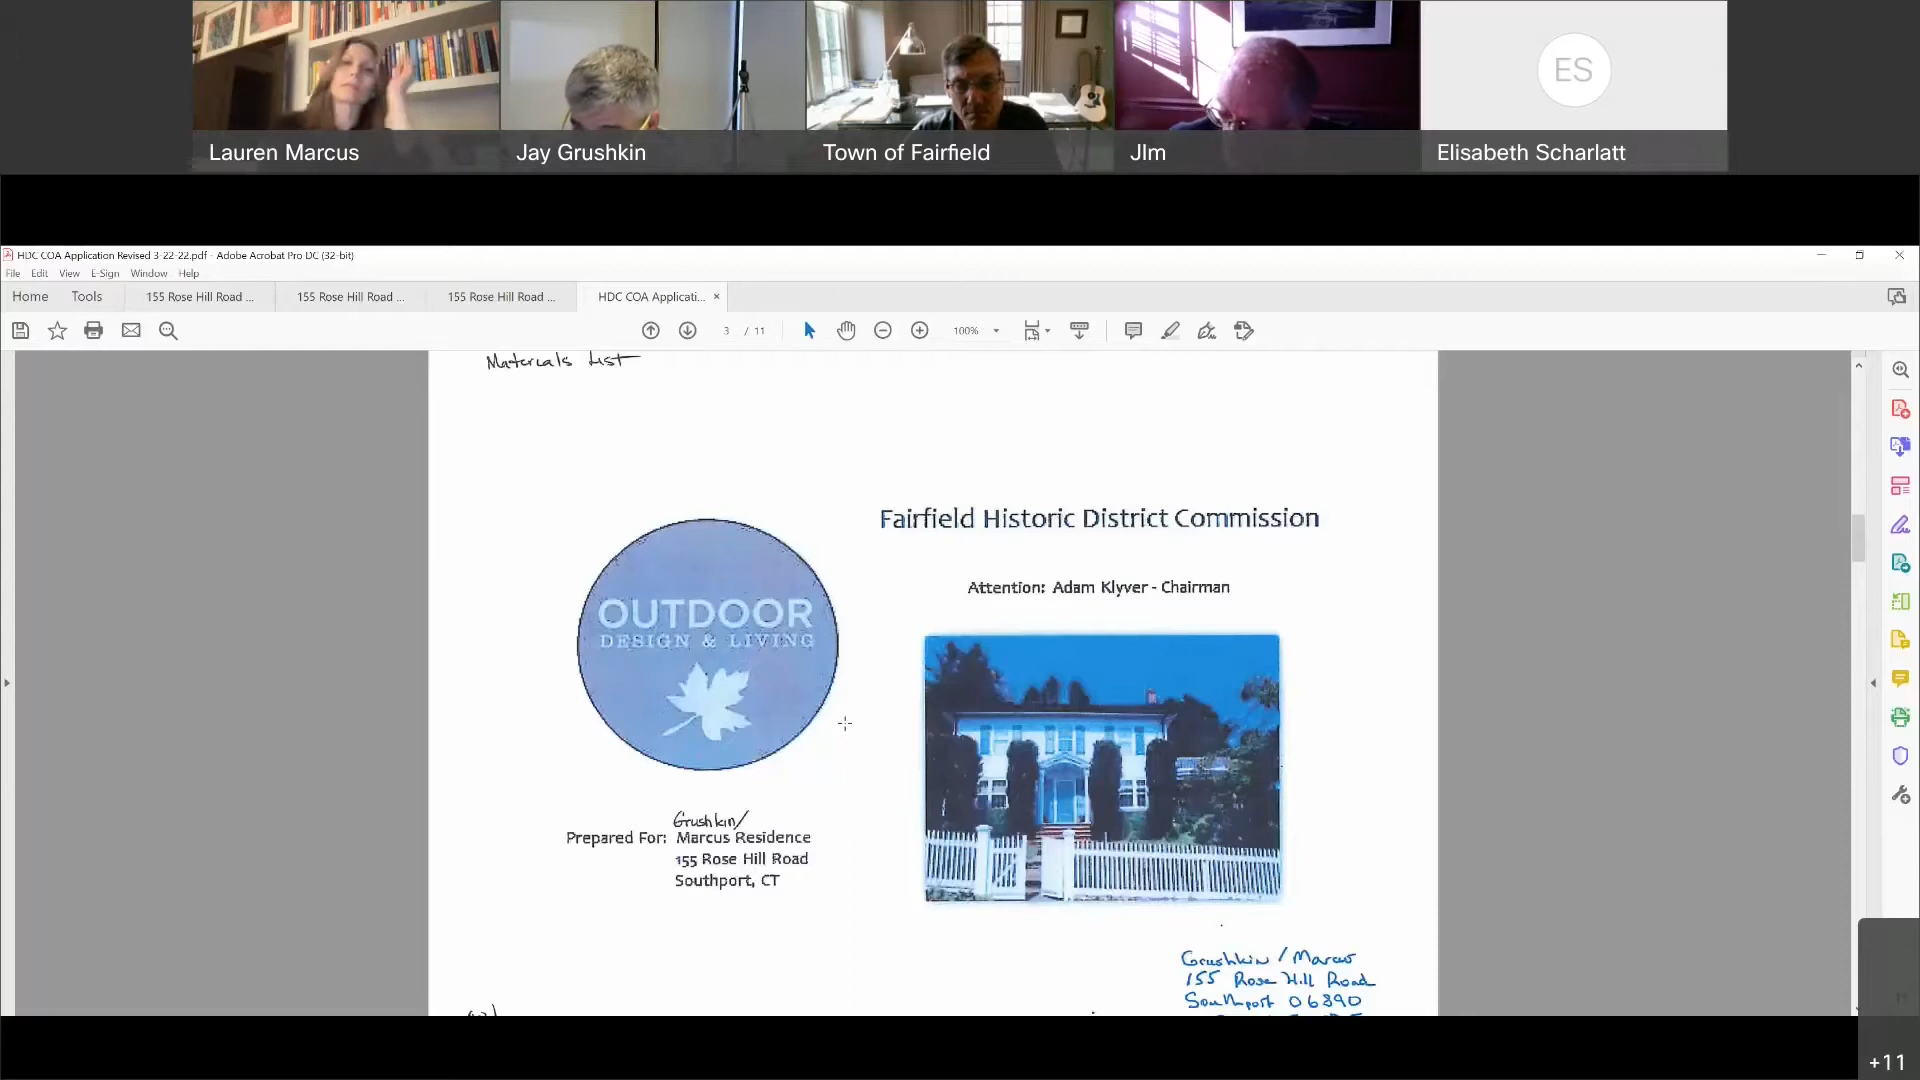 ES
Lauren Marcus
Jay Grushkin
Town of Fairfield
JIm
Elisabeth Scharlatt
HDC COA Application Revised 3-22-22.pdf - Adobe Acrobat Pro DC (32-bit)
File Edit View E-Sign Window Help
Home Tools 155 Rose Hill Road ... 155 Rose Hill Road ... 155 Rose Hill Road ... HDC COA Applicati... ×
3 / 11 100%
Materials List
Fairfield Historic District Commission
Attention: Adam Klyver - Chairman
OUTDOOR
DESIGN & LIVING
Grushkin/
Prepared For: Marcus Residence
155 Rose Hill Road
Southport, CT
Grushkin / Marcus
155 Rose Hill Road
Southport 06890
+11